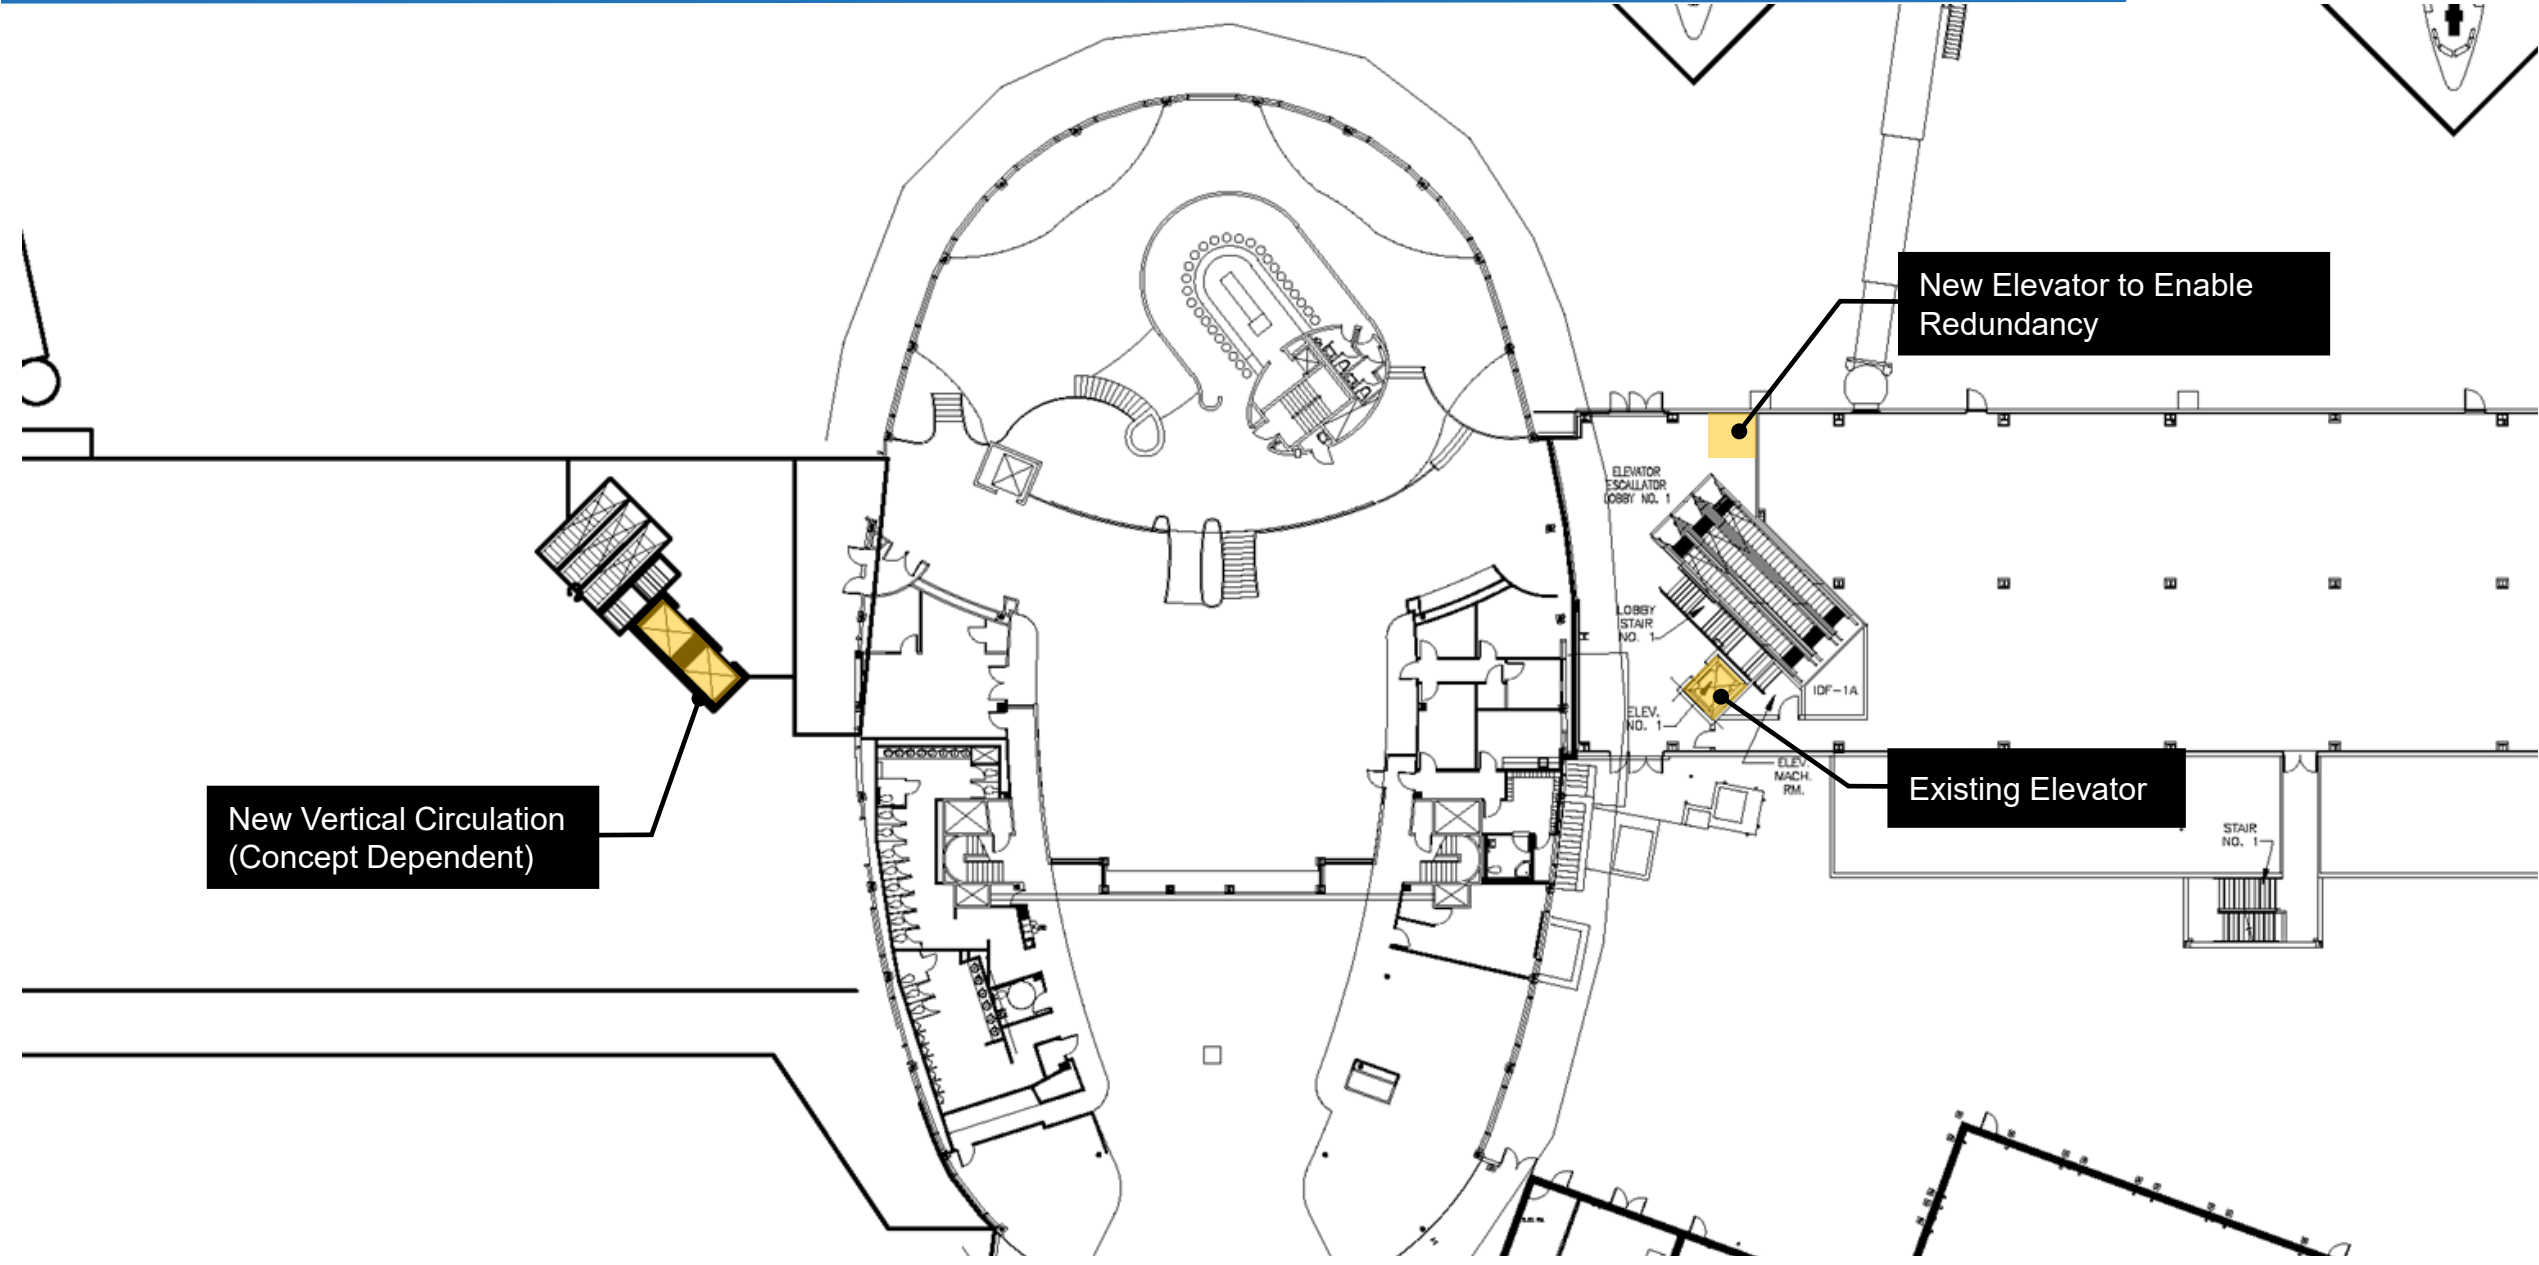 New Elevator to Enable
Redundancy
ELEVATOR
ESCALLATOR
LOBBY NO. 1
LOBBY
STAIR
NO. 1
IDF-1A
ELEV.
NO. 1
ELEV.
MACH.
RM.
Existing Elevator
New Vertical Circulation
(Concept Dependent)
STAIR
NO. 1